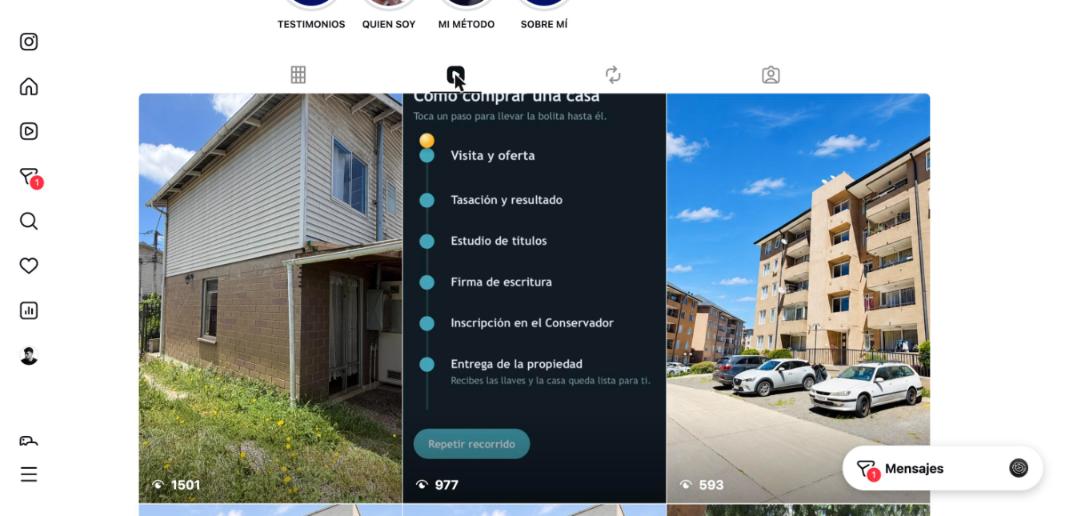 TESTIMONIOS
QUIEN SOY
MI MÉTODO
SOBRE MÍ
1
Cómo comprar una casa
Toca un paso para llevar la bolita hasta él.
Visita y oferta
Tasación y resultado
Estudio de títulos
Firma de escritura
Inscripción en el Conservador
Entrega de la propiedad
Recibes las llaves y la casa queda lista para ti.
Repetir recorrido
1501
977
593
1
Mensajes